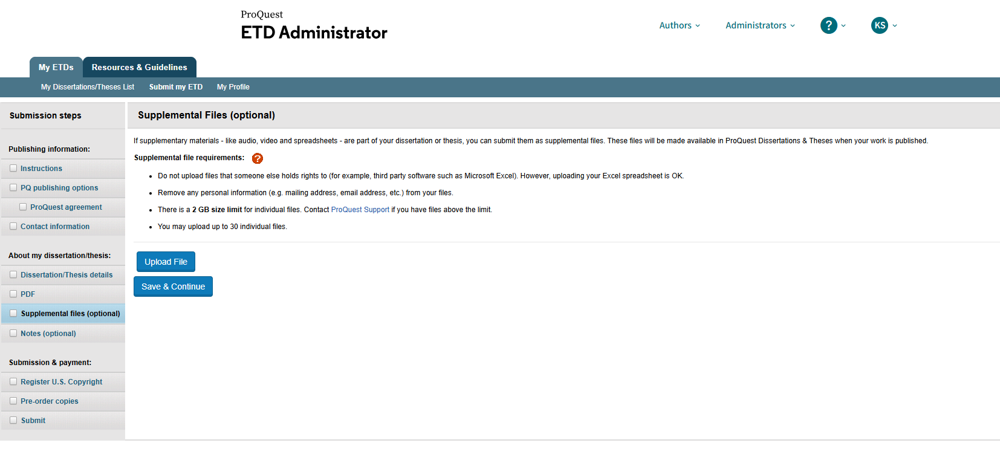 ProQuest
ETD Administrator
Authors
Administrators
?
KS
My ETDs
Resources & Guidelines
My Dissertations/Theses List
Submit my ETD
My Profile
Submission steps
Publishing information:
Instructions
PQ publishing options
ProQuest agreement
Contact information
About my dissertation/thesis:
Dissertation/Thesis details
PDF
Supplemental files (optional)
Notes (optional)
Submission & payment:
Register U.S. Copyright
Pre-order copies
Submit
Supplemental Files (optional)
If supplementary materials - like audio, video and spreadsheets - are part of your dissertation or thesis, you can submit them as supplemental files. These files will be made available in ProQuest Dissertations & Theses when your work is published.
Supplemental file requirements: ?
• Do not upload files that someone else holds rights to (for example, third party software such as Microsoft Excel). However, uploading your Excel spreadsheet is OK.
• Remove any personal information (e.g. mailing address, email address, etc.) from your files.
• There is a 2 GB size limit for individual files. Contact ProQuest Support if you have files above the limit.
• You may upload up to 30 individual files.
Upload File
Save & Continue